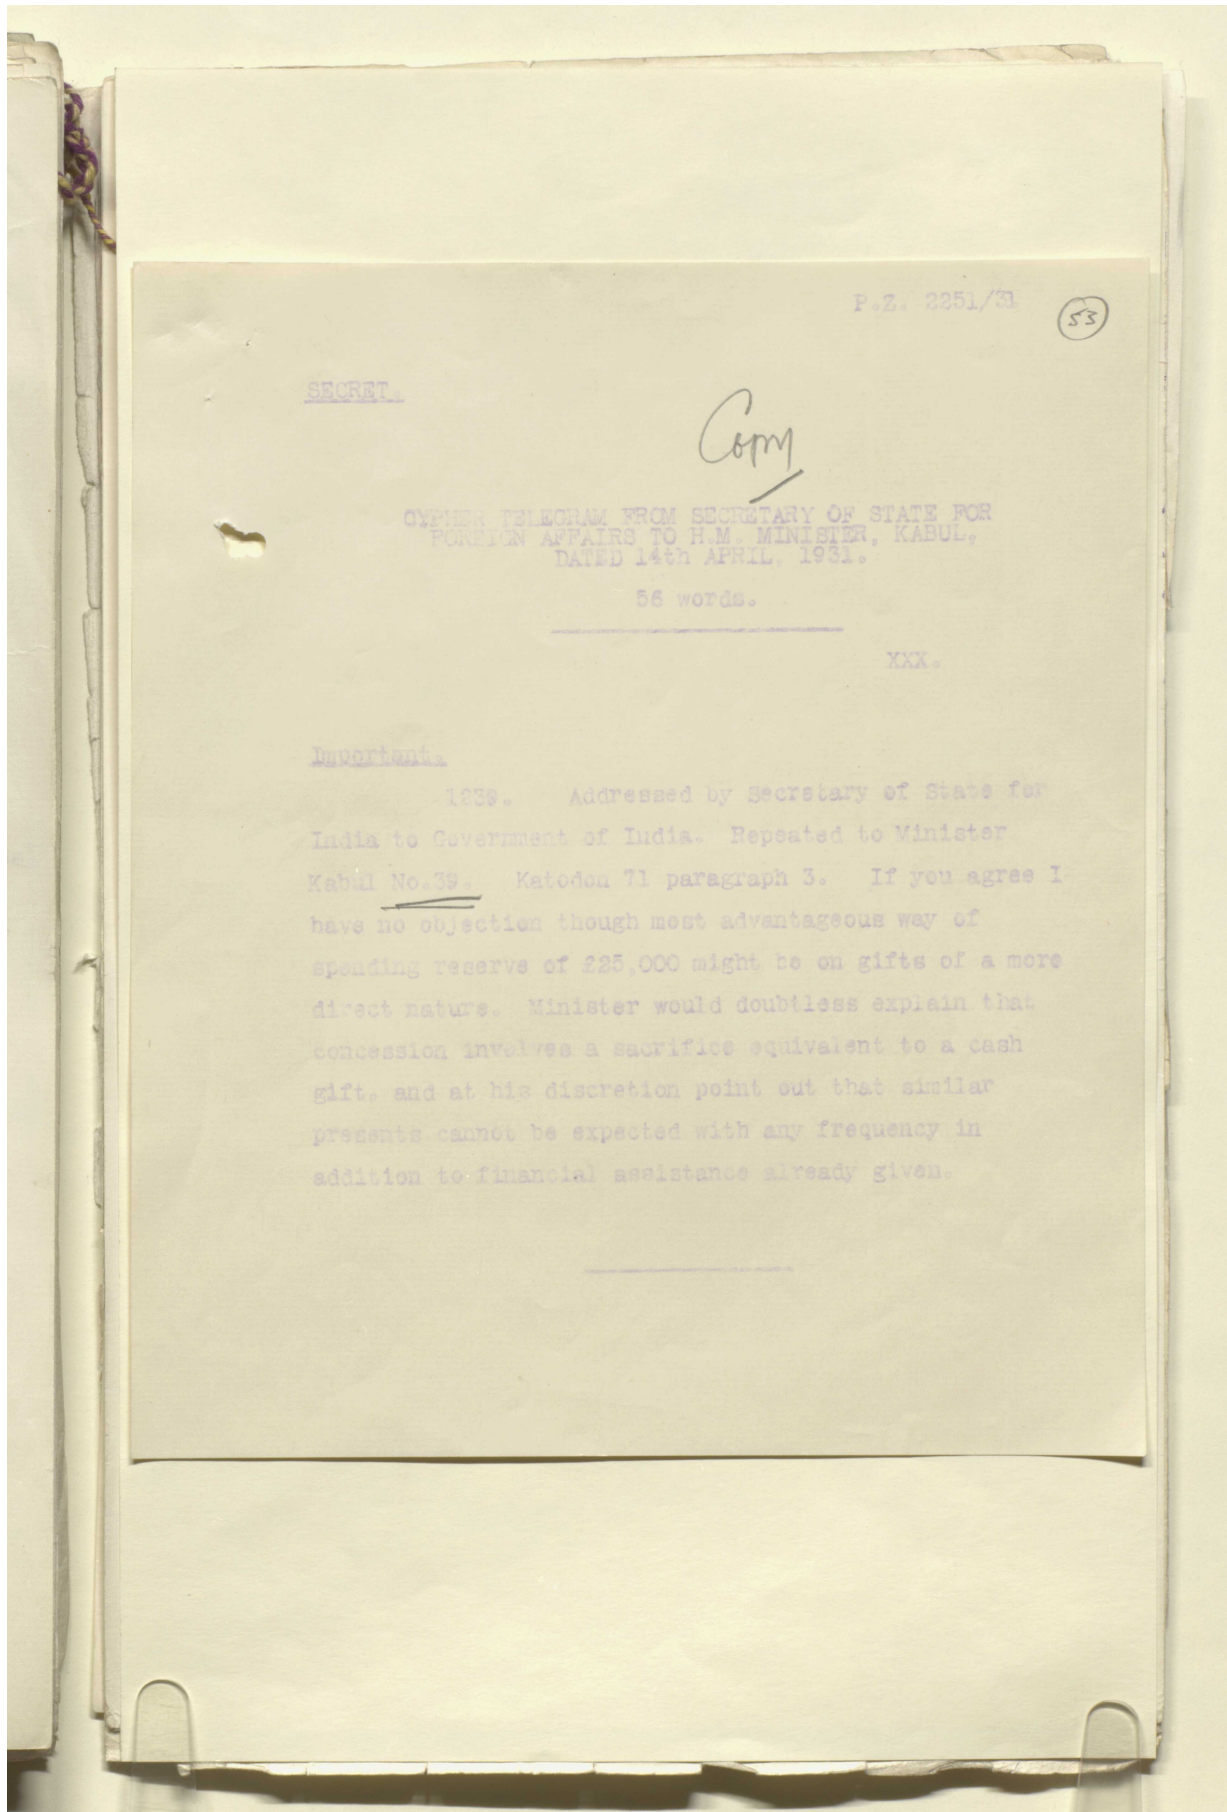 P.Z. 2251/31
53
SECRET.
Copy
CYPHER TELEGRAM FROM SECRETARY OF STATE FOR
FOREIGN AFFAIRS TO H.M. MINISTER, KABUL.
DATED 14th APRIL, 1931.
56 words.
XXX.
Important.
1239. Addressed by Secretary of State for
India to Government of India. Repeated to Minister
Kabul No.39. Katodon 71 paragraph 3. If you agree I
have no objection though most advantageous way of
spending reserve of £25,000 might be on gifts of a more
direct nature. Minister would doubtless explain that
concession involves a sacrifice equivalent to a cash
gift. and at his discretion point out that similar
presents cannot be expected with any frequency in
addition to financial assistance already given.